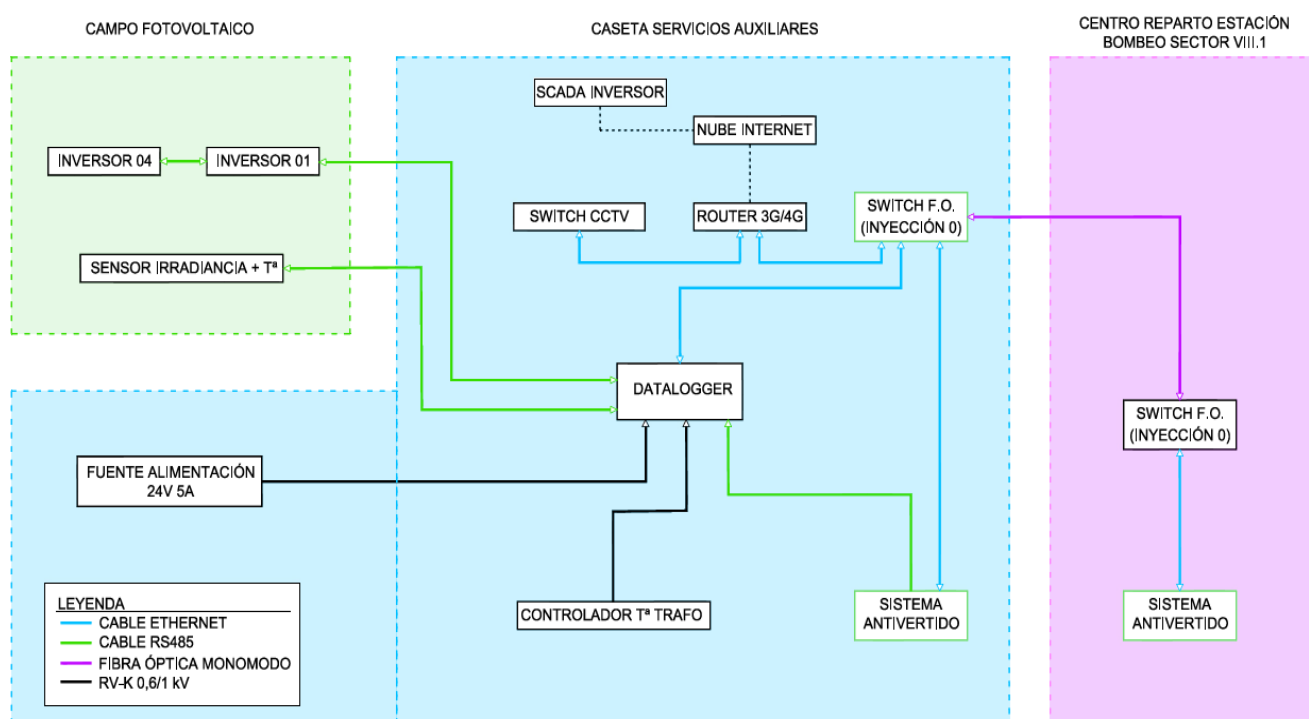 CAMPO FOTOVOLTAICO
CASETA SERVICIOS AUXILIARES
CENTRO REPARTO ESTACIÓN
BOMBEO SECTOR VIII.1
SCADA INVERSOR
NUBE INTERNET
INVERSOR 04
INVERSOR 01
SWITCH CCTV
ROUTER 3G/4G
SWITCH F.O.
(INYECCIÓN 0)
SENSOR IRRADIANCIA + Tª
DATALOGGER
SWITCH F.O.
(INYECCIÓN 0)
FUENTE ALIMENTACIÓN
24V 5A
CONTROLADOR Tª TRAFO
SISTEMA
ANTIVERTIDO
SISTEMA
ANTIVERTIDO
LEYENDA
CABLE ETHERNET
CABLE RS485
FIBRA ÓPTICA MONOMODO
RV-K 0,6/1 kV